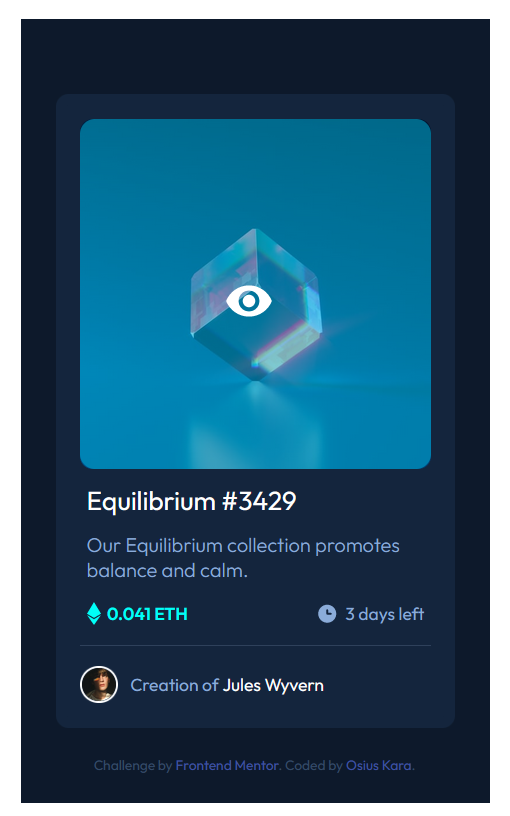 Equilibrium #3429
Our Equilibrium collection promotes
balance and calm.
0.041 ETH 3 days left
Creation of Jules Wyvern
Challenge by Frontend Mentor. Coded by Osius Kara.